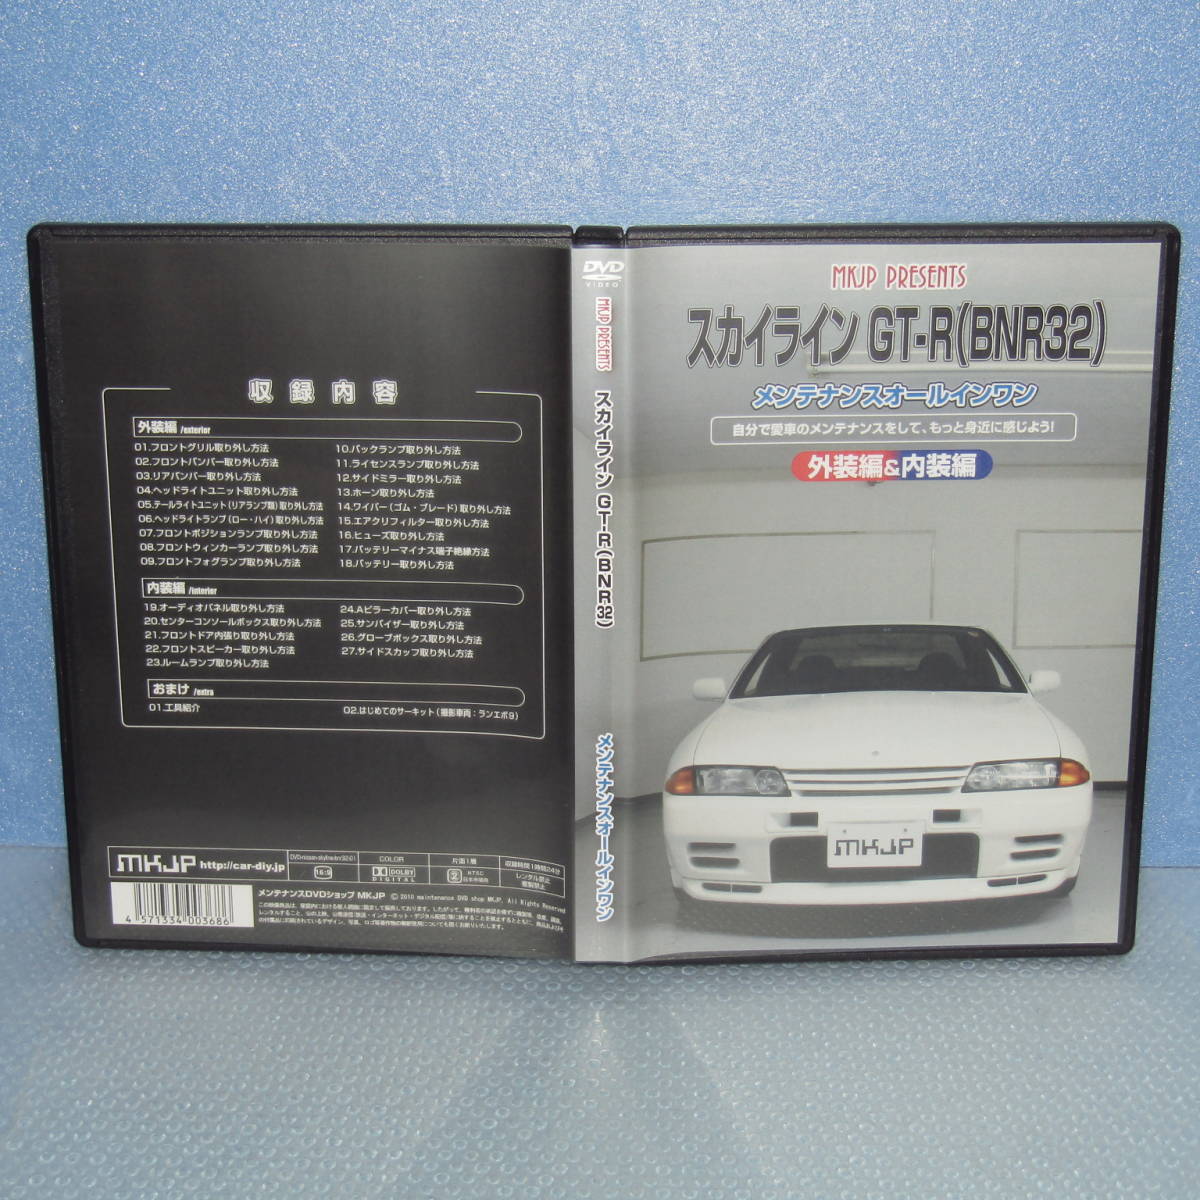 収録内容
外装編 /exterior
01.フロントグリル取り外し方法
02.フロントバンパー取り外し方法
03.リアバンパー取り外し方法
04.ヘッドライトユニット取り外し方法
05.テールライトユニット(リアランプ類)取り外し方法
06.ヘッドライトランプ(ロー・ハイ)取り外し方法
07.フロントポジションランプ取り外し方法
08.フロントウィンカーランプ取り外し方法
09.フロントフォグランプ取り外し方法
10.バックランプ取り外し方法
11.ライセンスランプ取り外し方法
12.サイドミラー取り外し方法
13.ホーン取り外し方法
14.ワイパー(ゴム・ブレード)取り外し方法
15.エアクリフィルター取り外し方法
16.ヒューズ取り外し方法
17.バッテリーマイナス端子絶縁方法
18.バッテリー取り外し方法
内装編 /interior
19.オーディオパネル取り外し方法
20.センターコンソールボックス取り外し方法
21.フロントドア内張り取り外し方法
22.フロントスピーカー取り外し方法
23.ルームランプ取り外し方法
24.Aピラーカバー取り外し方法
25.サンバイザー取り外し方法
26.グローブボックス取り外し方法
27.サイドスカッフ取り外し方法
おまけ /extra
01.工具紹介
02.はじめてのサーキット(撮影車両:ランエボ9)
MKJP http://car-diy.jp
COLOR
片面1層
収録時間1時間24分
16:9
DOLBY
DIGITAL
2 NTSC
日本市場向
レンタル禁止
複製禁止
4 571334 003686
メンテナンスDVDショップ MKJP © 2010 maintenance DVD shop MKJP. All Rights Reserved
DVD
VIDEO
MKJP PRESENTS
スカイライン GT-R(BNR32)
メンテナンスオールインワン
MKJP PRESENTS
スカイライン GT-R(BNR32)
メンテナンスオールインワン
自分で愛車のメンテナンスをして、もっと身近に感じよう!
外装編&内装編
MKJP